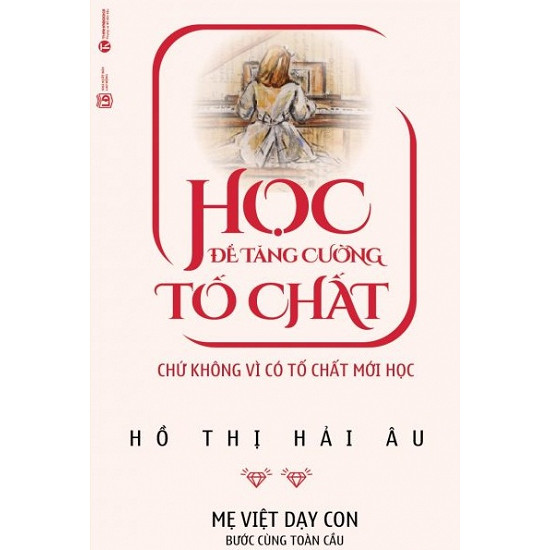 HỌC
ĐỂ TĂNG CƯỜNG
TỐ CHẤT
CHỨ KHÔNG VÌ CÓ TỐ CHẤT MỚI HỌC
HỒ THỊ HẢI ÂU
MẸ VIỆT DẠY CON
BƯỚC CÙNG TOÀN CẦU